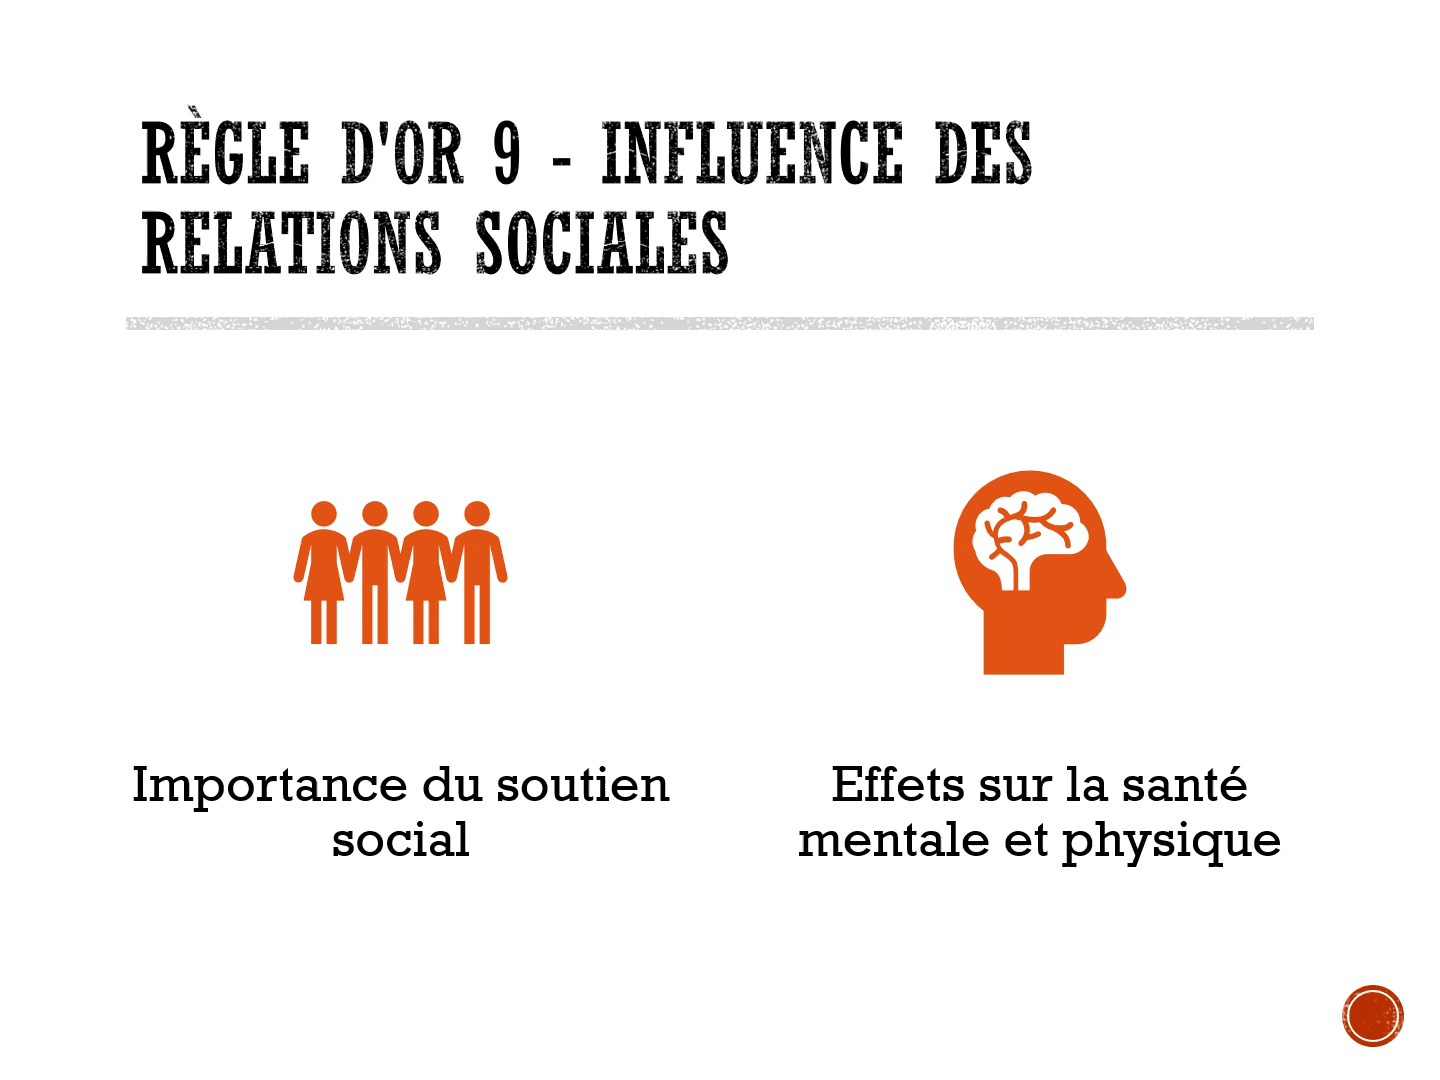 RÈGLE D'OR 9 - INFLUENCE DES
RELATIONS SOCIALES
Importance du soutien
social
Effets sur la santé
mentale et physique